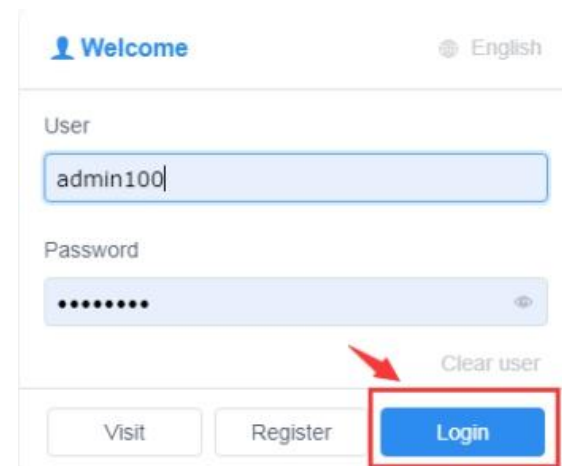 Welcome English
User
admin100
Password
••••••••
Clear user
Visit Register Login